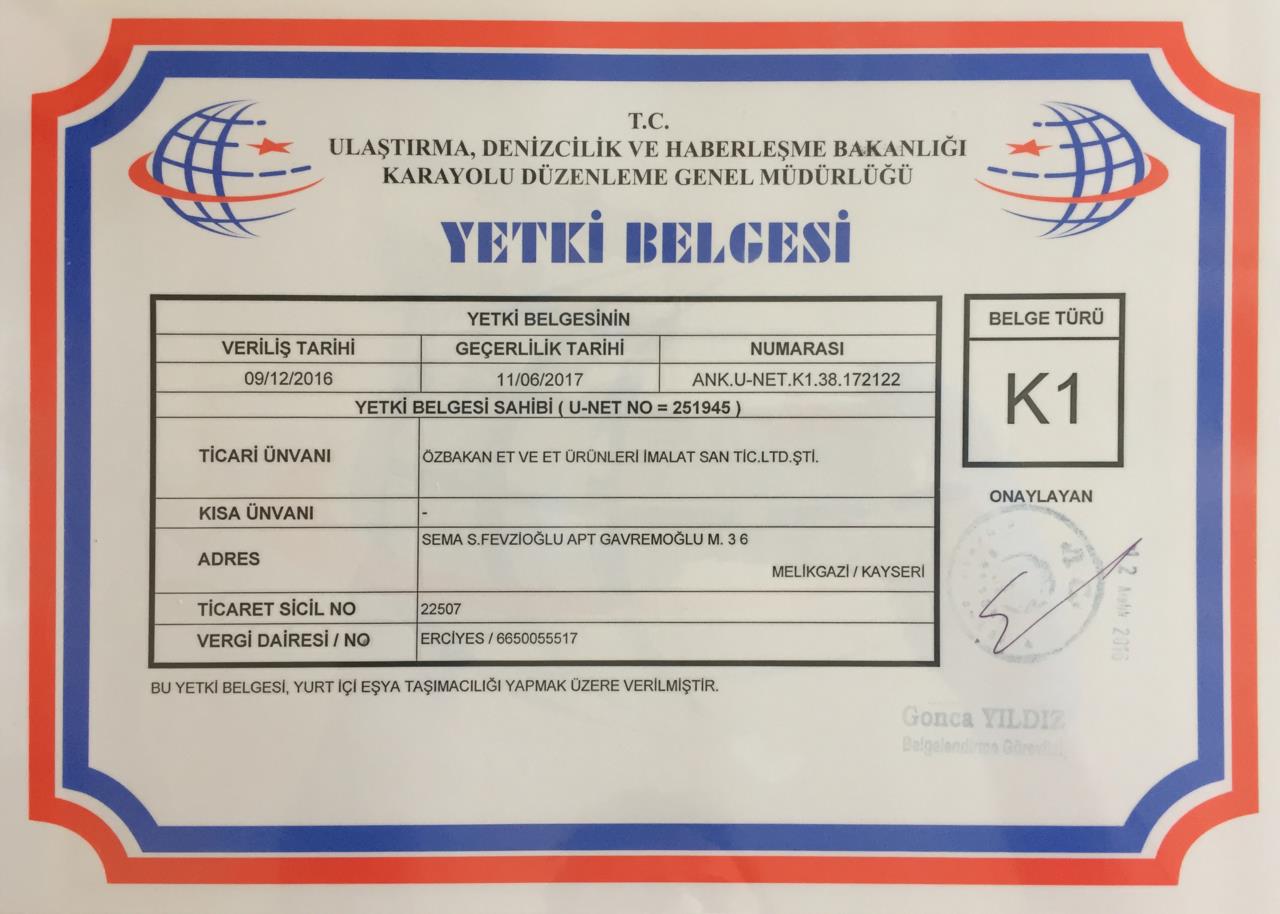 T.C.
ULAŞTIRMA, DENİZCİLİK VE HABERLEŞME BAKANLIĞI
KARAYOLU DÜZENLEME GENEL MÜDÜRLÜĞÜ
YETKİ BELGESİ
YETKİ BELGESİNİN
VERİLİŞ TARİHİ GEÇERLİLİK TARİHİ NUMARASI
09/12/2016 11/06/2017 ANK.U-NET.K1.38.172122
YETKİ BELGESİ SAHİBİ ( U-NET NO = 251945 )
TİCARİ ÜNVANI ÖZBAKAN ET VE ET ÜRÜNLERİ İMALAT SAN TİC.LTD.ŞTİ.
KISA ÜNVANI -
ADRES SEMA S.FEVZİOĞLU APT GAVREMOĞLU M. 3 6
MELİKGAZİ / KAYSERİ
TİCARET SİCİL NO 22507
VERGİ DAİRESİ / NO ERCİYES / 6650055517
BU YETKİ BELGESİ, YURT İÇİ EŞYA TAŞIMACILIĞI YAPMAK ÜZERE VERİLMİŞTİR.
BELGE TÜRÜ
K1
ONAYLAYAN
12 Aralık 2016
Gonca YILDIZ
Belgelendirme Görevlisi